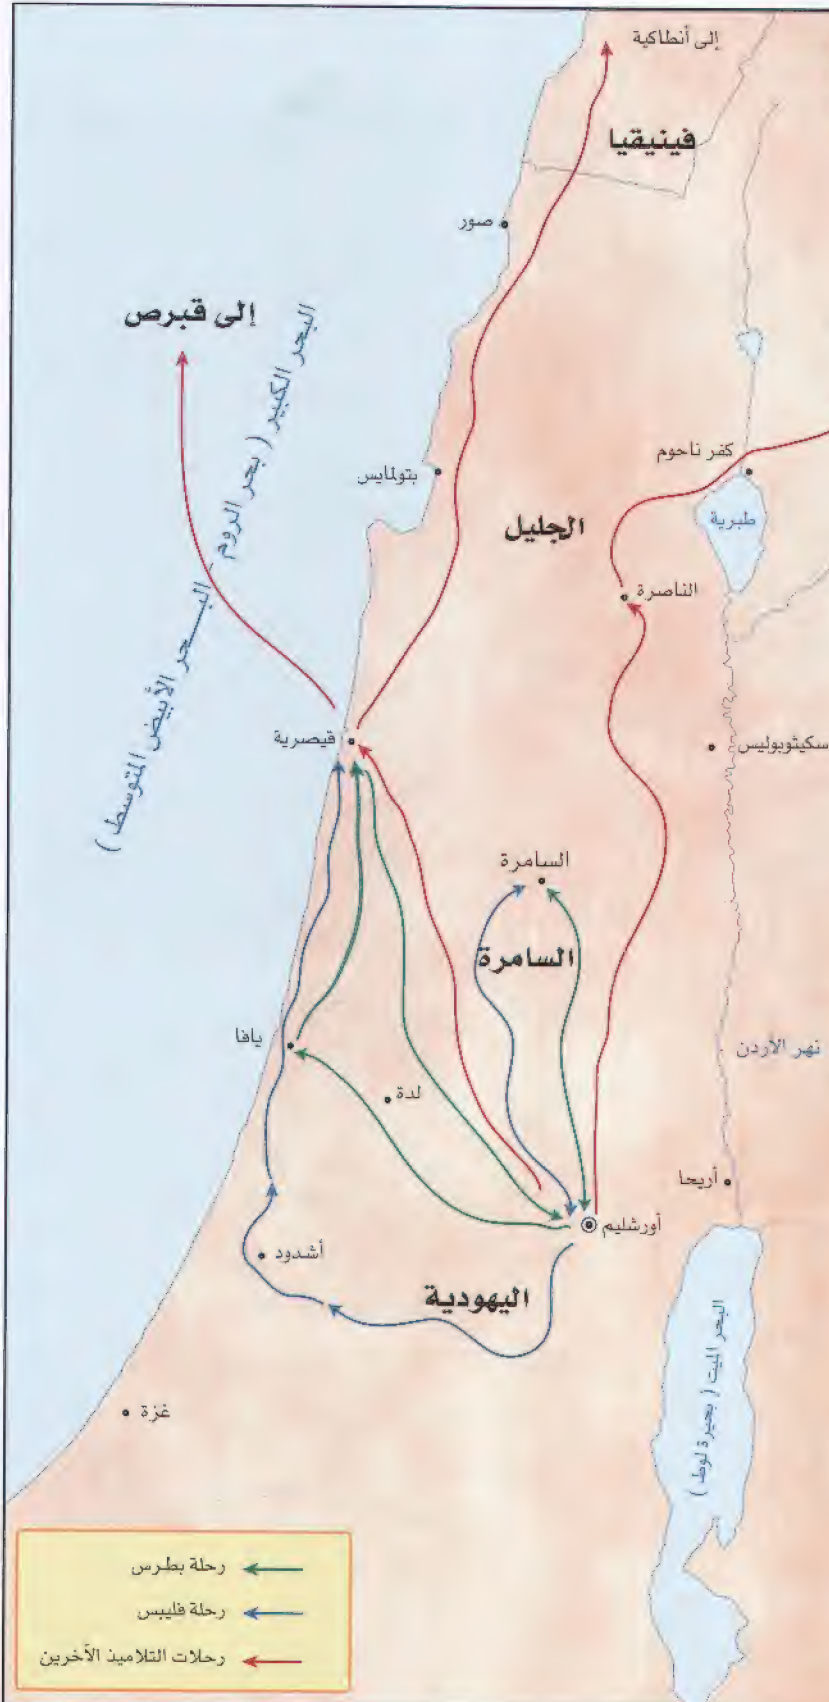 إلى أنطاكية
فينيقيا
صور
إلى قبرص
البحر الكبير ( بحر الروم - البـــحر الأبيض المتوسط )
كفر ناحوم
بتولمايس
طبرية
الجليل
الناصرة
قيصرية
سكيثوبوليس
السامرة
السامرة
يافا
نهر الأردن
لدة
أريحا
أورشليم
أشدود
اليهودية
البحر الميت ( بحيرة لوط )
غزة
رحلة بطرس
رحلة فليبس
رحلات التلاميذ الآخرين